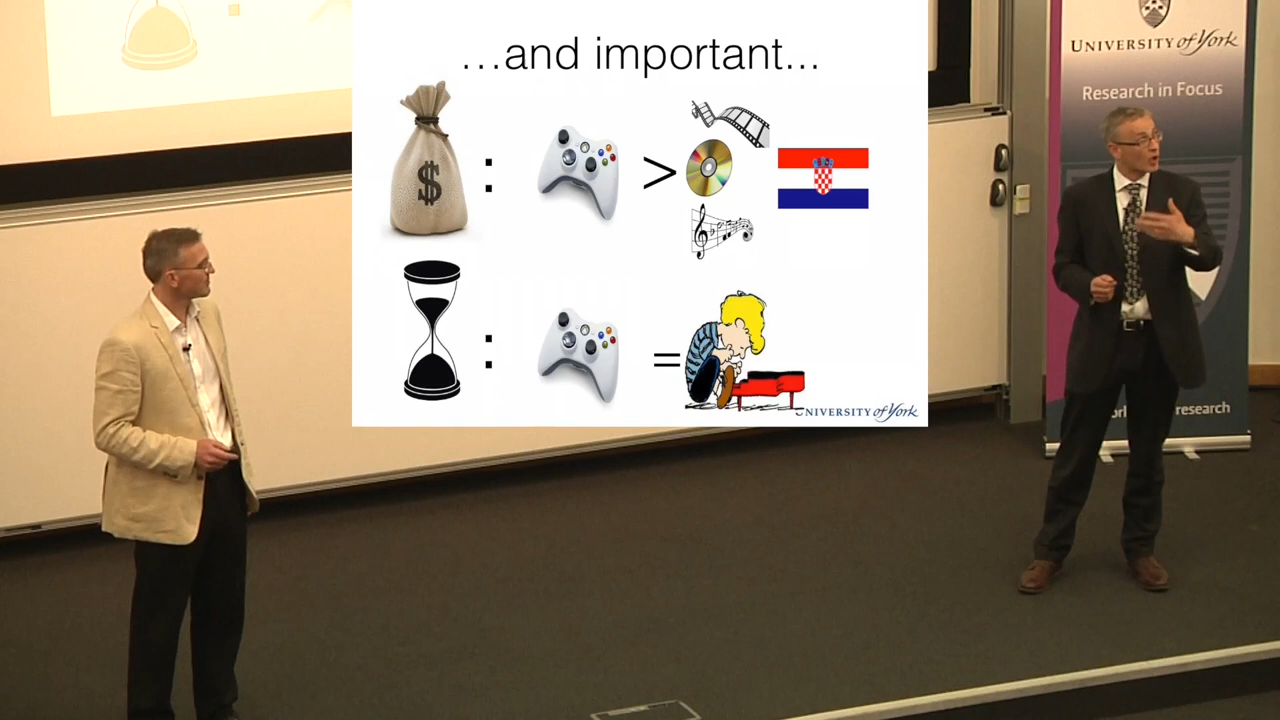 ...and important...
$
:
>
:
=
UNIVERSITY of York
UNIVERSITY of York
Research in Focus
research